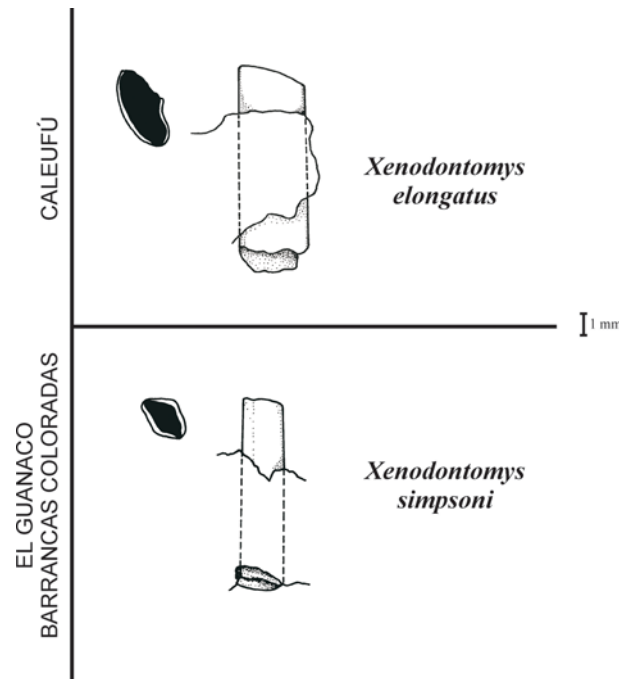 CALEUFÚ
Xenodontomys
elongatus
1 mm
EL GUANACO
BARRANCAS COLORADAS
Xenodontomys
simpsoni